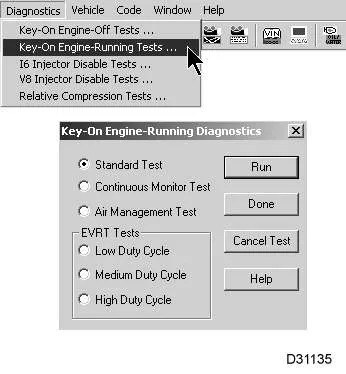 Diagnostics Vehicle Code Window Help
Key-On Engine-Off Tests ...
Key-On Engine-Running Tests ...
I6 Injector Disable Tests ...
V8 Injector Disable Tests ...
Relative Compression Tests ...
VIN
Key-On Engine-Running Diagnostics
Standard Test
Run
Continuous Monitor Test
Air Management Test
Done
EVRT Tests
Low Duty Cycle
Cancel Test
Medium Duty Cycle
Help
High Duty Cycle
D31135